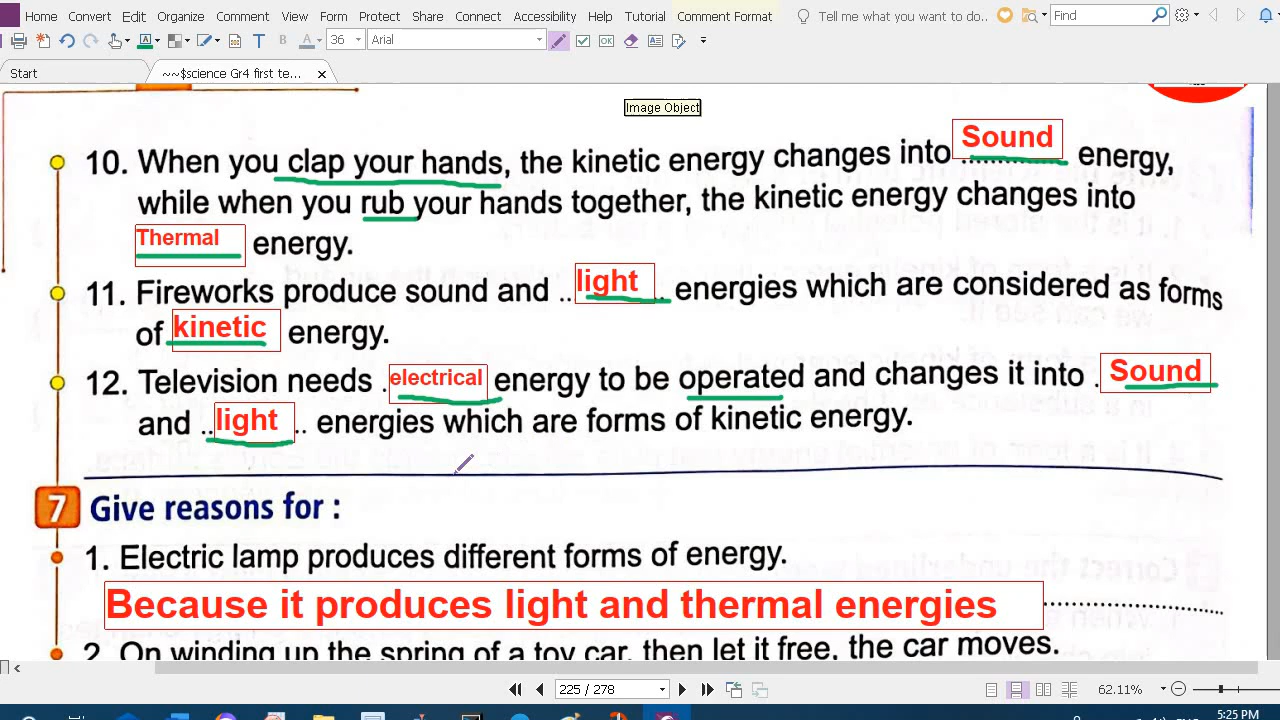 Home Convert Edit Organize Comment View Form Protect Share Connect Accessibility Help Tutorial Comment Format Tell me what you want to do.. Find
36 Arial
Start ~~$science Gr4 first te... ×
Image Object
10. When you clap your hands, the kinetic energy changes into Sound energy,
while when you rub your hands together, the kinetic energy changes into
Thermal energy.
11. Fireworks produce sound and ..light.. energies which are considered as forms
of kinetic energy.
12. Television needs .electrical energy to be operated and changes it into .Sound
and ..light.. energies which are forms of kinetic energy.
7 Give reasons for :
1. Electric lamp produces different forms of energy.
Because it produces light and thermal energies
2. On winding up the spring of a toy car, then let it free, the car moves.
225 / 278 62.11%
5:25 PM